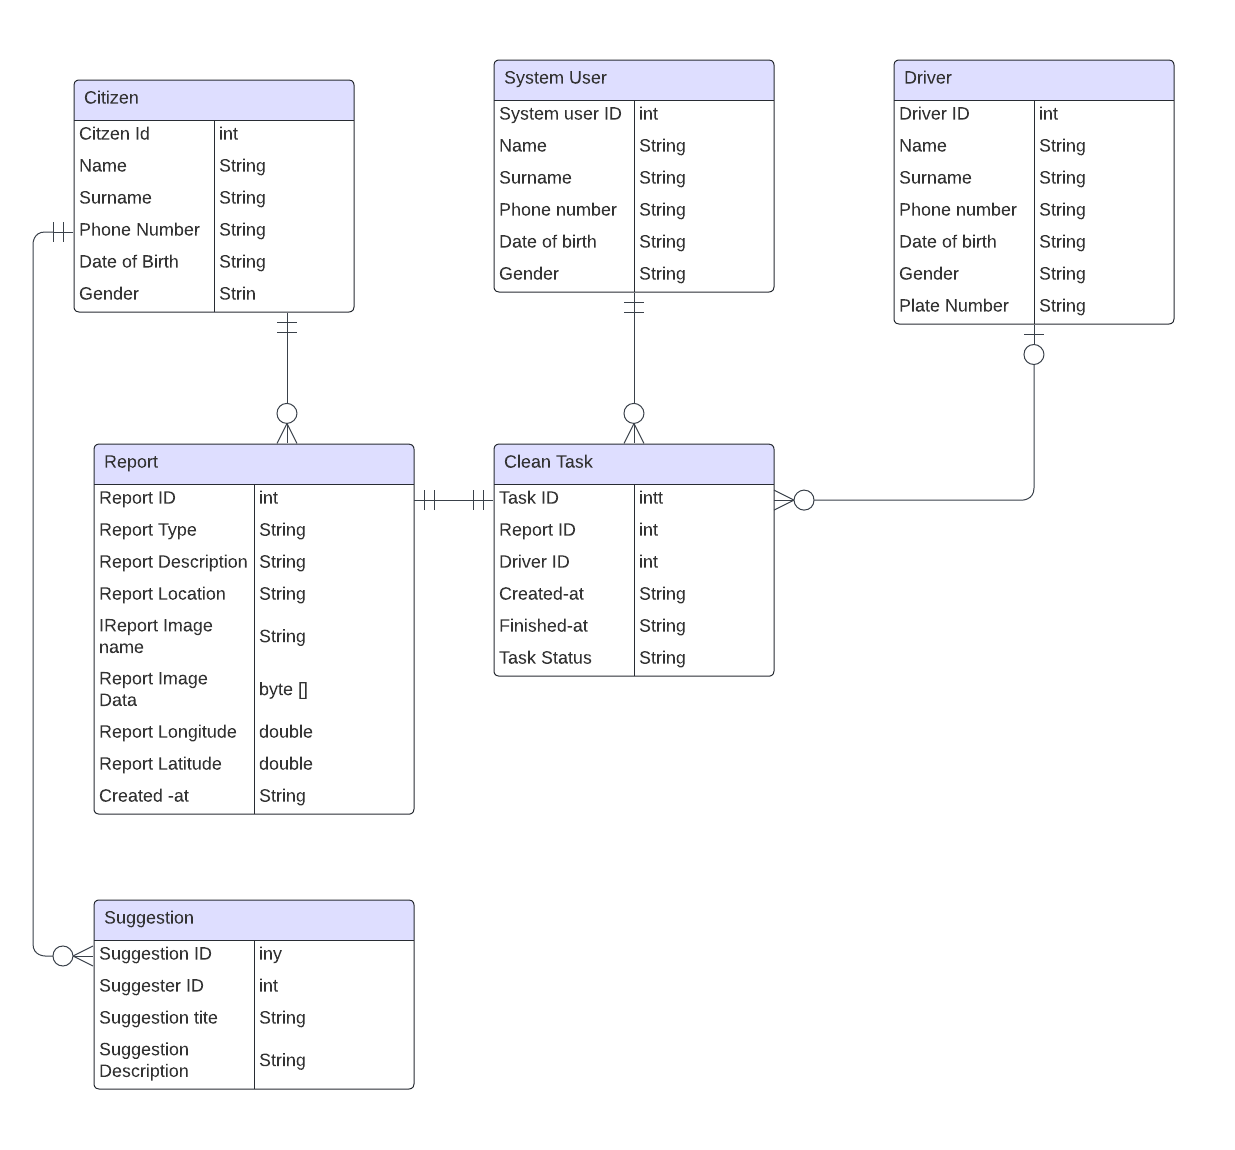 Citizen
Citzen Id int
Name String
Surname String
Phone Number String
Date of Birth String
Gender Strin
System User
System user ID int
Name String
Surname String
Phone number String
Date of birth String
Gender String
Driver
Driver ID int
Name String
Surname String
Phone number String
Date of birth String
Gender String
Plate Number String
Report
Report ID int
Report Type String
Report Description String
Report Location String
IReport Image
name String
Report Image
Data byte []
Report Longitude double
Report Latitude double
Created -at String
Clean Task
Task ID intt
Report ID int
Driver ID int
Created-at String
Finished-at String
Task Status String
Suggestion
Suggestion ID iny
Suggester ID int
Suggestion tite String
Suggestion
Description String